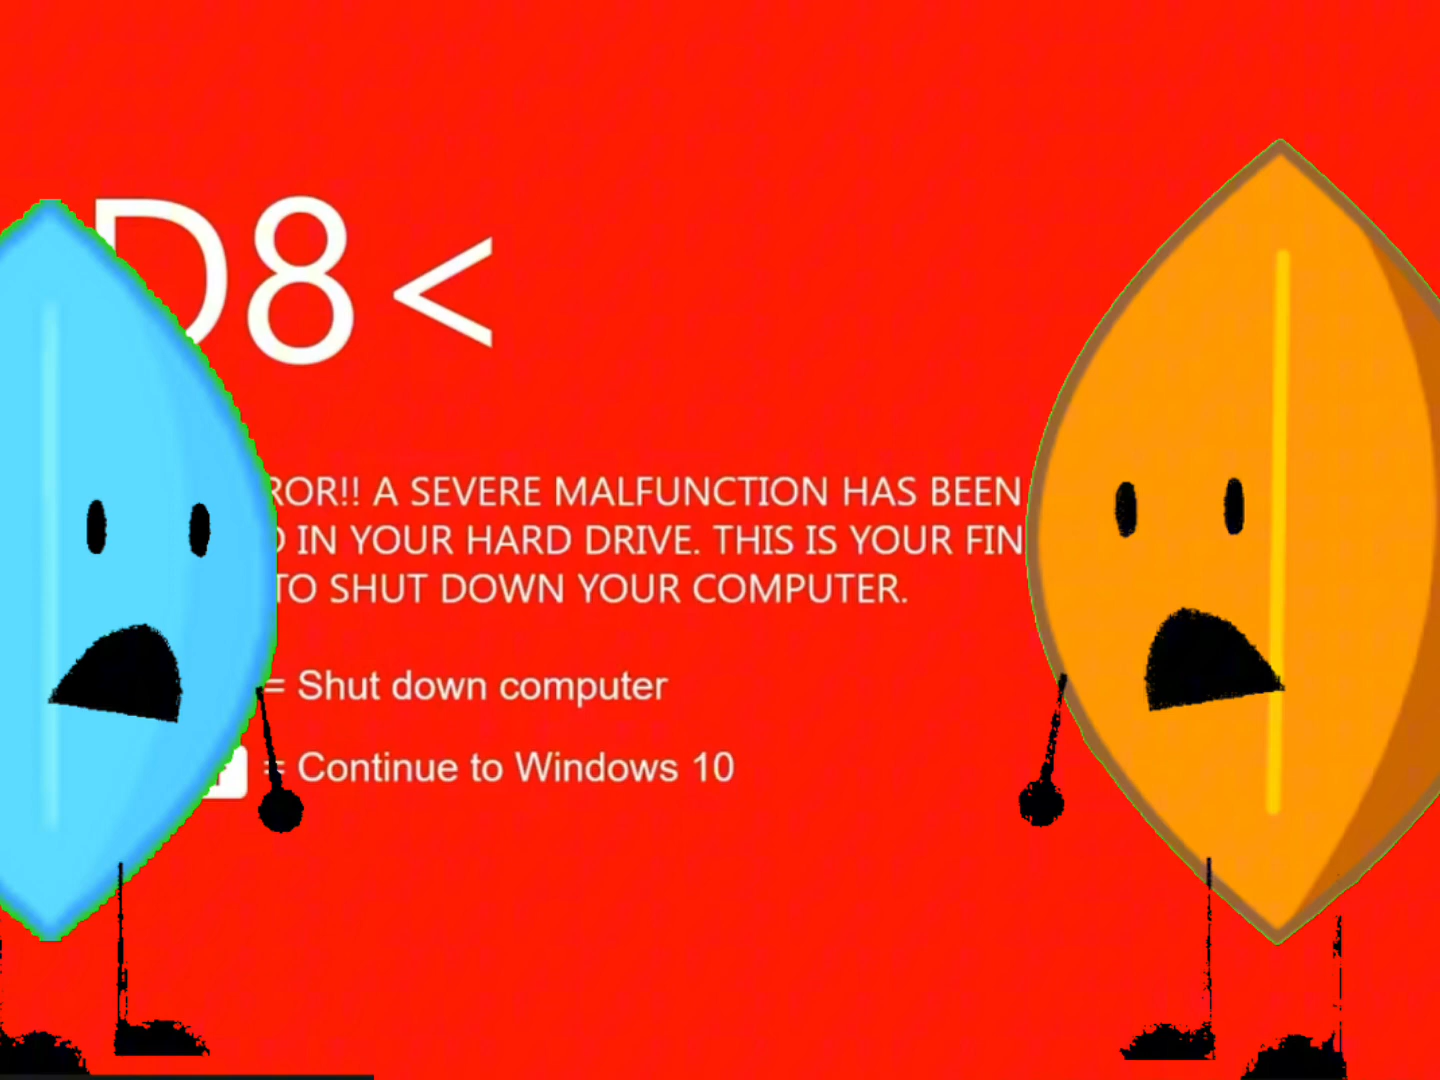 D8<
ROR!! A SEVERE MALFUNCTION HAS BEEN
IN YOUR HARD DRIVE. THIS IS YOUR FIN
TO SHUT DOWN YOUR COMPUTER.
= Shut down computer
= Continue to Windows 10